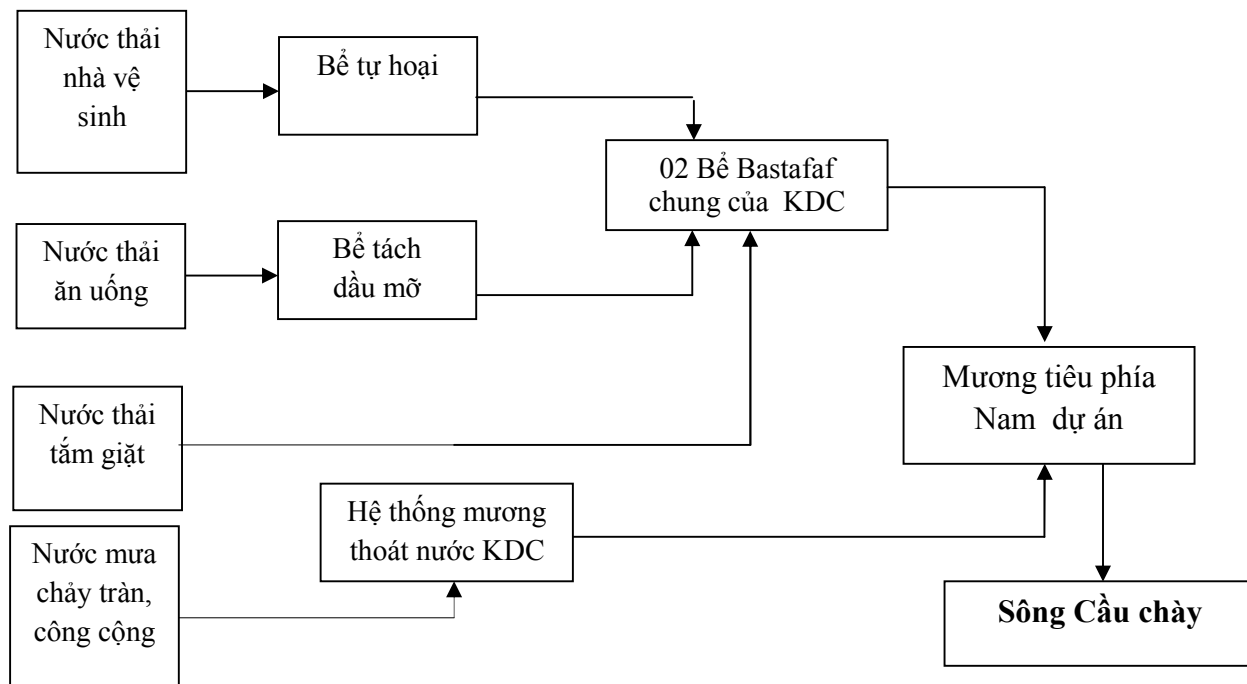 Nước thải
nhà vệ
sinh
Bể tự hoại
02 Bể Bastafaf
chung của KDC
Nước thải
ăn uống
Bể tách
dầu mỡ
Mương tiêu phía
Nam dự án
Nước thải
tắm giặt
Hệ thống mương
thoát nước KDC
Nước mưa
chảy tràn,
công cộng
Sông Cầu chày